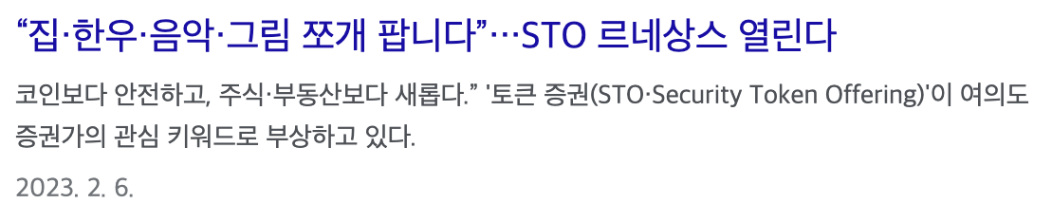 “집·한우·음악·그림 쪼개 팝니다”…STO 르네상스 열린다
코인보다 안전하고, 주식·부동산보다 새롭다.” '토큰 증권(STO·Security Token Offering)'이 여의도
증권가의 관심 키워드로 부상하고 있다.
2023. 2. 6.